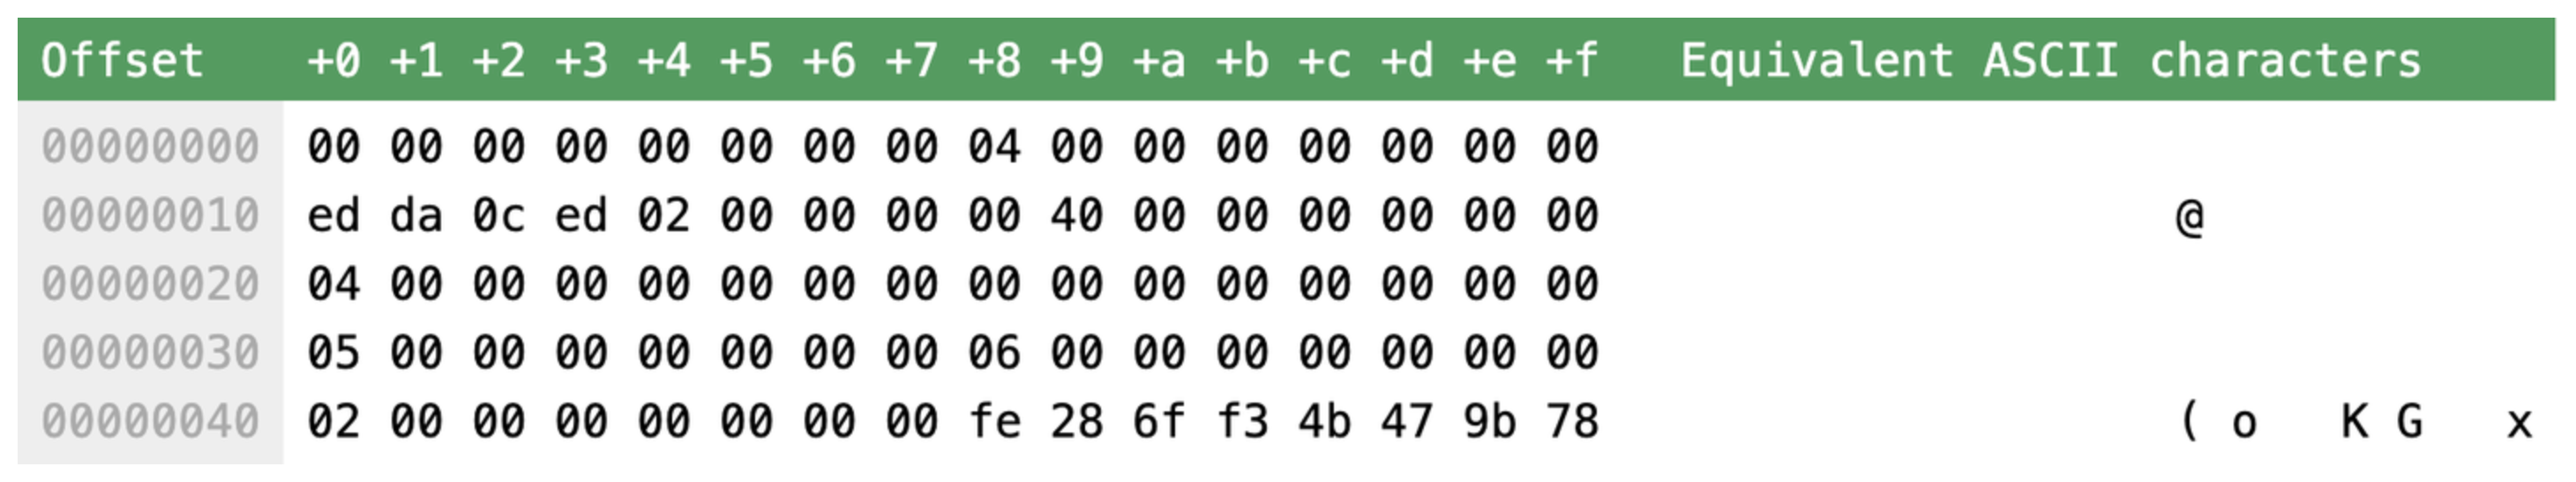 Offset +0 +1 +2 +3 +4 +5 +6 +7 +8 +9 +a +b +c +d +e +f Equivalent ASCII characters
00000000 00 00 00 00 00 00 00 00 04 00 00 00 00 00 00 00
00000010 ed da 0c ed 02 00 00 00 00 40 00 00 00 00 00 00 @
00000020 04 00 00 00 00 00 00 00 00 00 00 00 00 00 00 00
00000030 05 00 00 00 00 00 00 00 06 00 00 00 00 00 00 00
00000040 02 00 00 00 00 00 00 00 fe 28 6f f3 4b 47 9b 78 ( o K G x